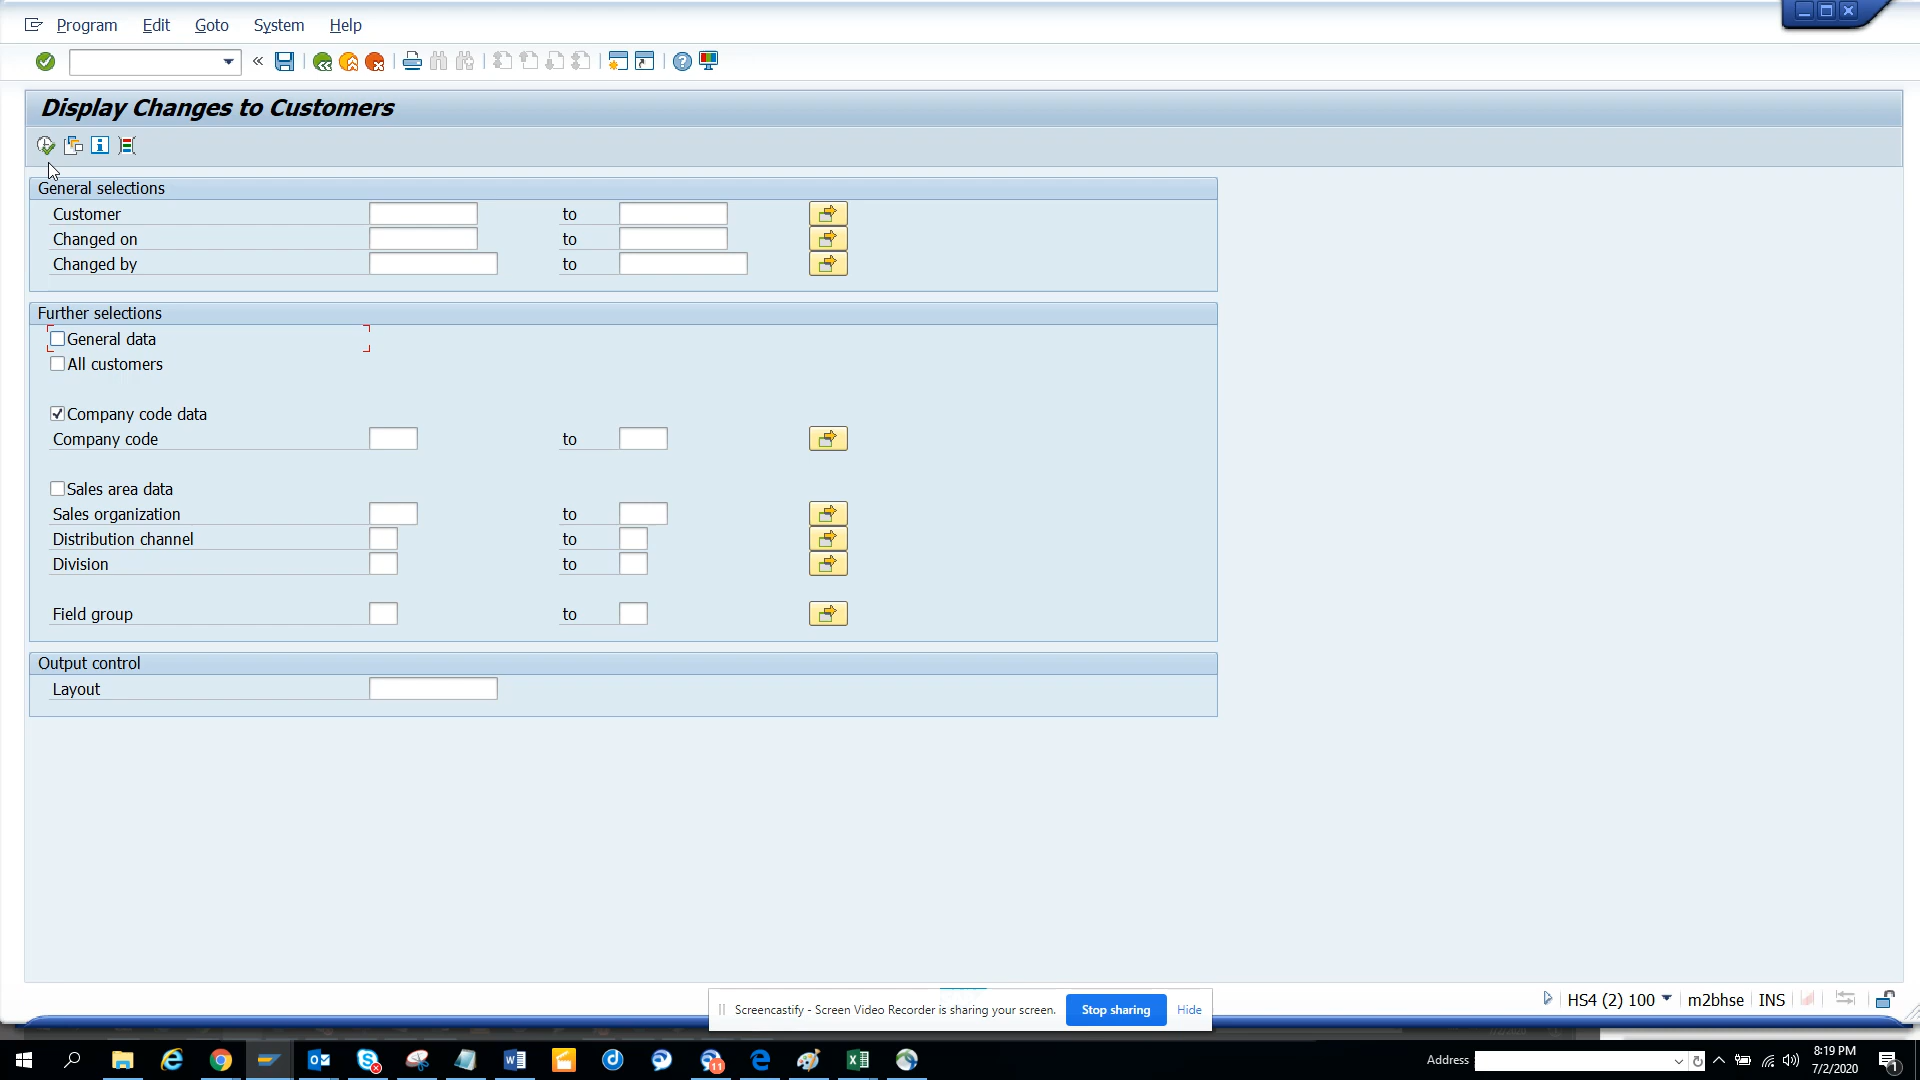 Program Edit Goto System Help
Display Changes to Customers
General selections
Customer to
Changed on to
Changed by to
Further selections
General data
All customers
Company code data
Company code to
Sales area data
Sales organization to
Distribution channel to
Division to
Field group to
Output control
Layout
Screencastify - Screen Video Recorder is sharing your screen. Stop sharing Hide
HS4 (2) 100 m2bhse INS
Address
8:19 PM
7/2/2020
11
1